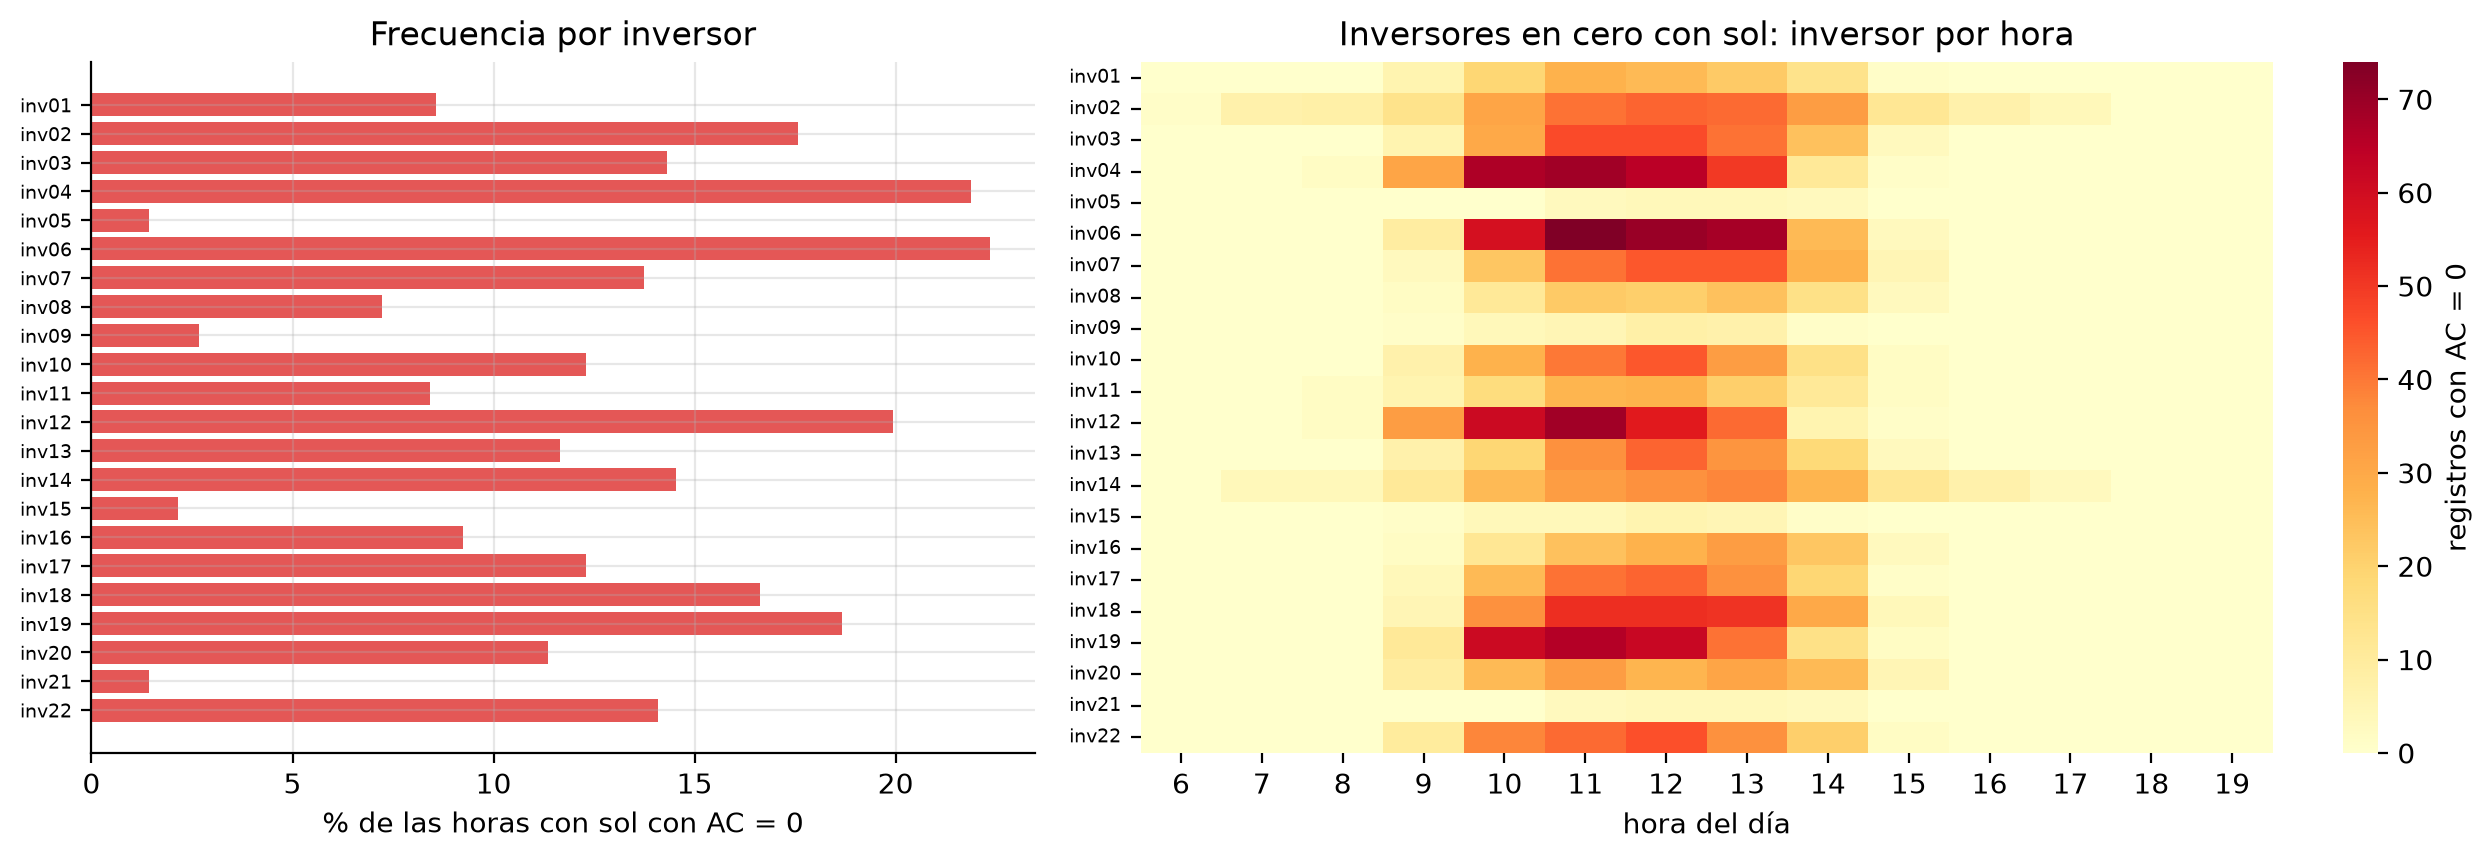 Frecuencia por inversor
inv01
inv02
inv03
inv04
inv05
inv06
inv07
inv08
inv09
inv10
inv11
inv12
inv13
inv14
inv15
inv16
inv17
inv18
inv19
inv20
inv21
inv22
0 5 10 15 20
% de las horas con sol con AC = 0
Inversores en cero con sol: inversor por hora
inv01
inv02
inv03
inv04
inv05
inv06
inv07
inv08
inv09
inv10
inv11
inv12
inv13
inv14
inv15
inv16
inv17
inv18
inv19
inv20
inv21
inv22
6 7 8 9 10 11 12 13 14 15 16 17 18 19
hora del día
70
60
50
40
30
20
10
0
registros con AC = 0